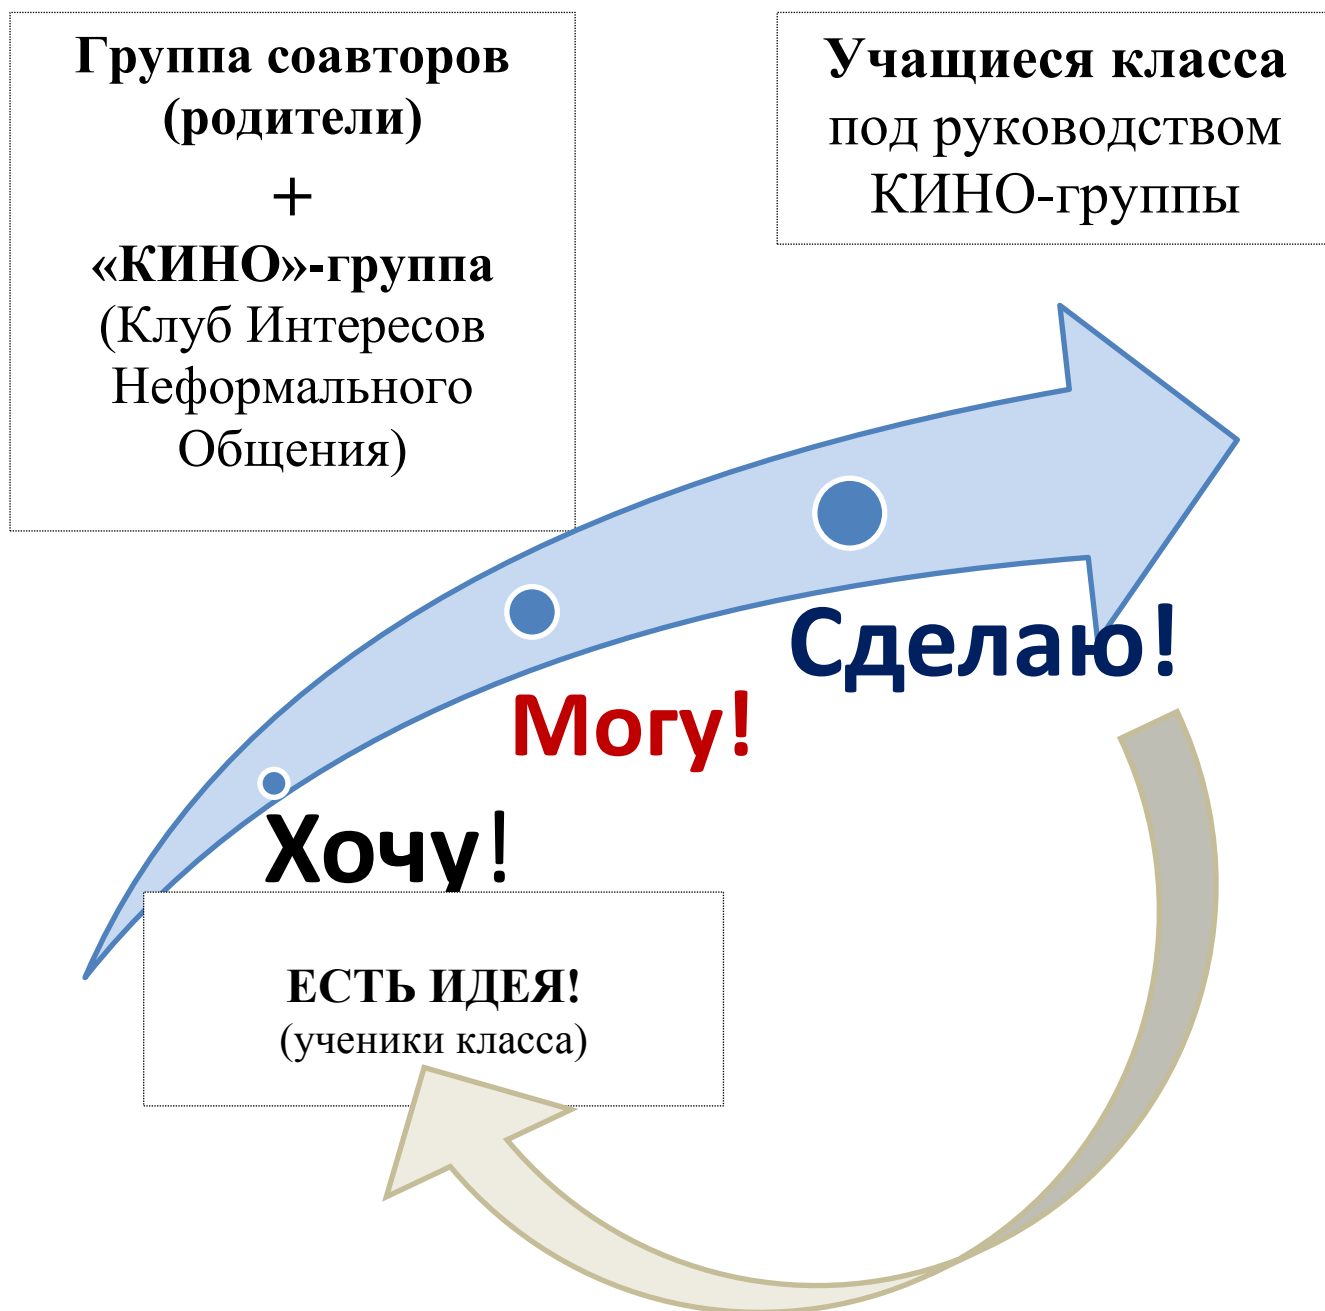 Группа соавторов
(родители)
+
«КИНО»-группа
(Клуб Интересов
Неформального
Общения)
Учащиеся класса
под руководством
КИНО-группы
Сделаю!
Могу!
Хочу!
ЕСТЬ ИДЕЯ!
(ученики класса)